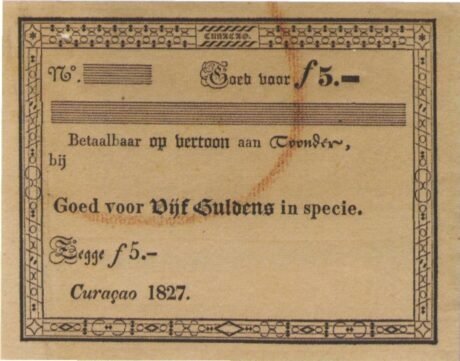 CURAÇAO.
Nº. Goed voor f 5.–
Betaalbaar op vertoon aan Toonder,
bij
Goed voor Vijf Guldens in specie.
Zegge f 5.–
Curaçao 1827.